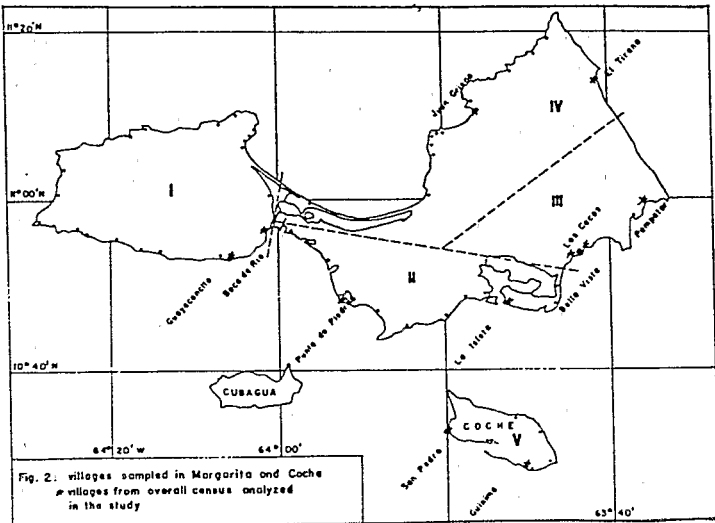 11°20' N
El Tirano
Juan Griego
IV
11°00' N
I
III
Los Cocos
Pampatar
Boca de Rio
Guayacancito
II
Bella Vista
Punta de Piedras
La Isleta
10°40' N
CUBAGUA
COCHE
V
64°20' W
64°00'
San Pedro
Guinima
63°40'
Fig. 2: villages sampled in Margarita and Coche
* villages from overall census analyzed
in the study